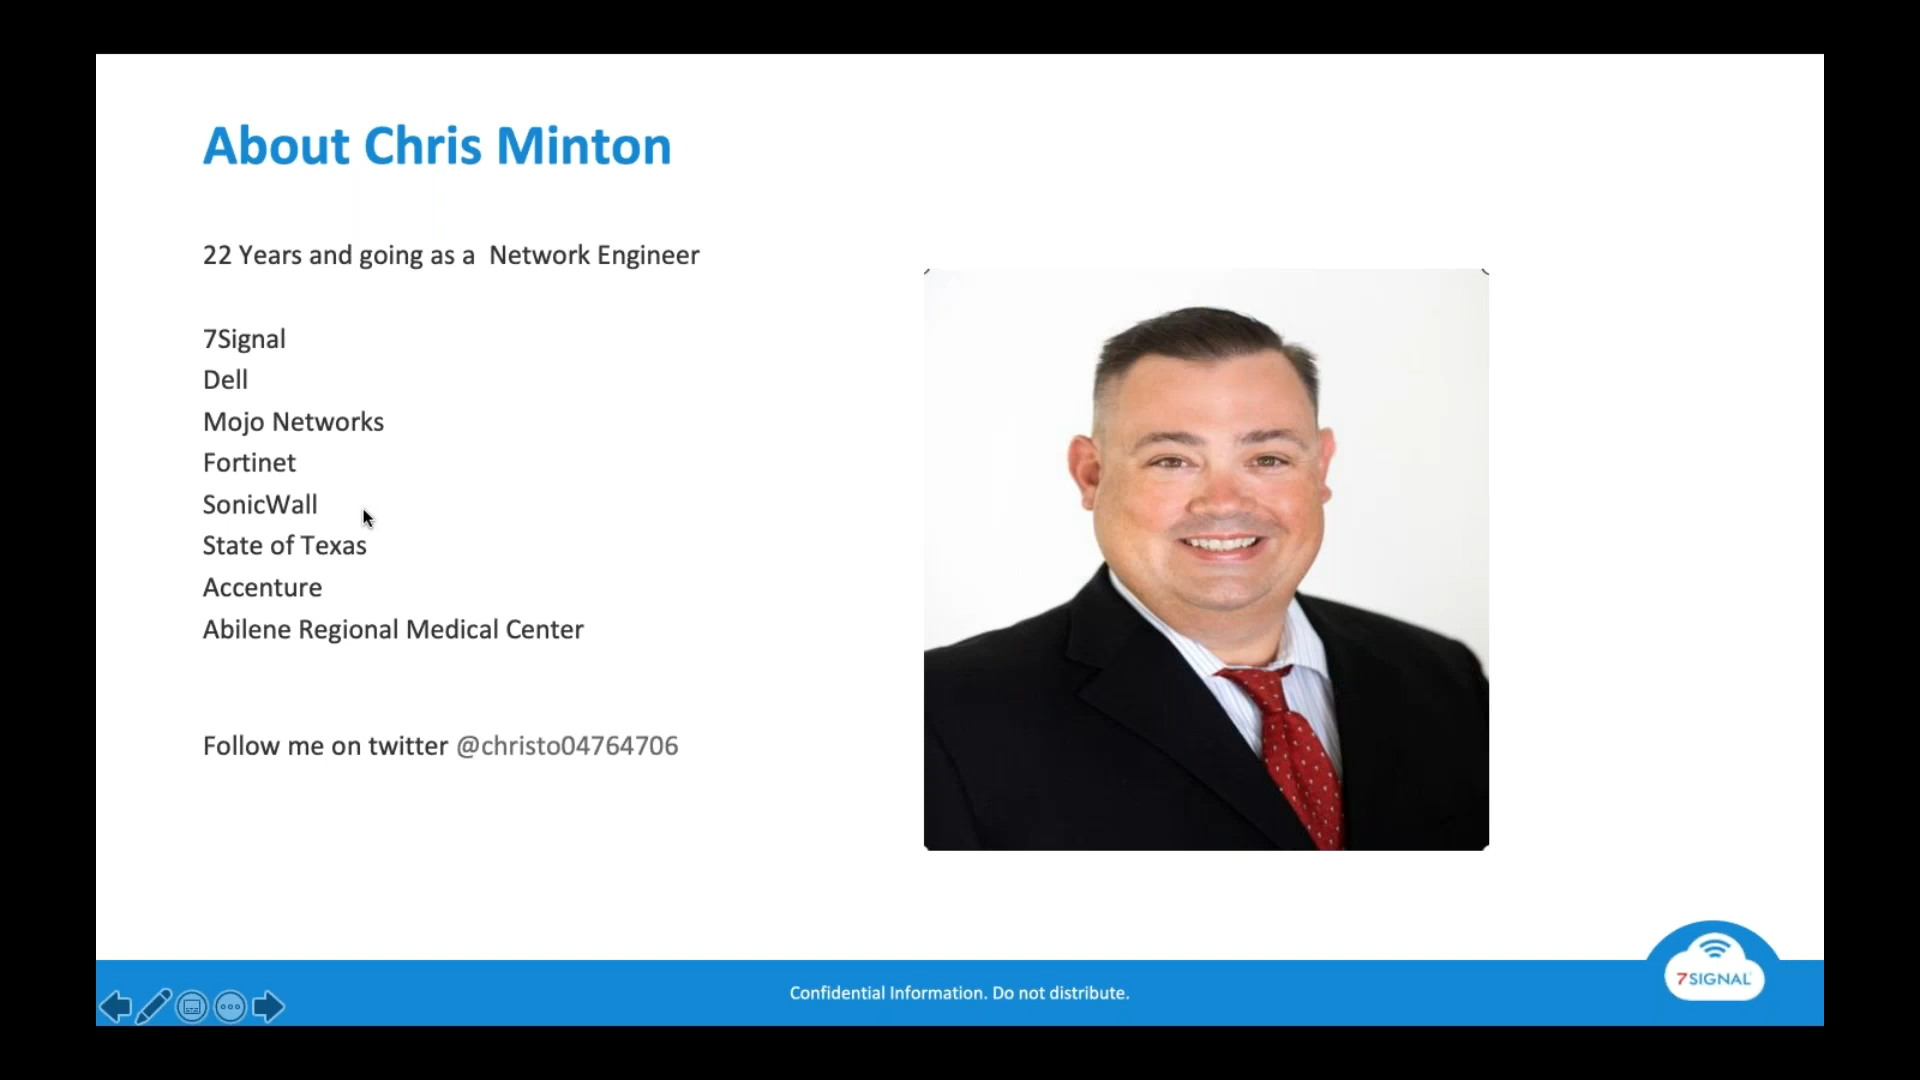 About Chris Minton
22 Years and going as a  Network Engineer
7Signal
Dell
Mojo Networks
Fortinet
SonicWall
State of Texas
Accenture
Abilene Regional Medical Center
Follow me on twitter @christo04764706
Confidential Information. Do not distribute.
7SIGNAL